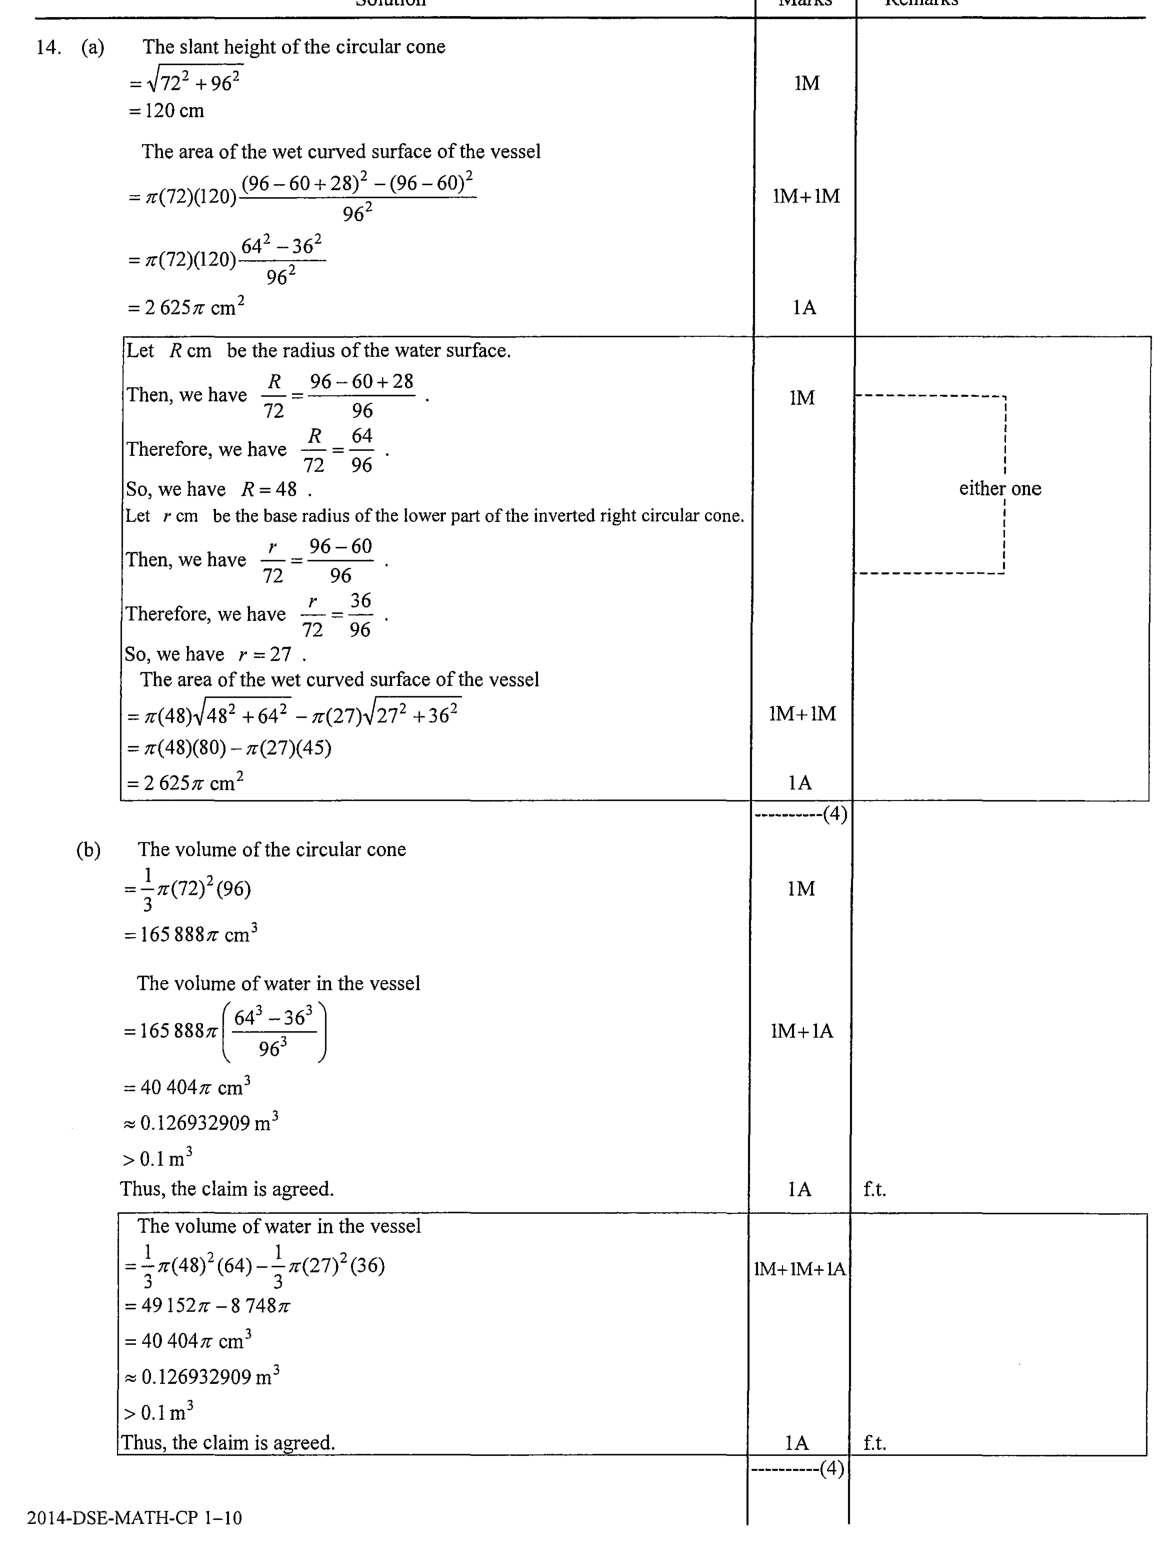 Solution Marks Remarks
14. (a) The slant height of the circular cone
= √(72² + 96²) 1M
= 120 cm
The area of the wet curved surface of the vessel
= π(72)(120) ((96 − 60 + 28)² − (96 − 60)²)/96² 1M+1M
= π(72)(120) (64² − 36²)/96²
= 2 625π cm² 1A
Let R cm be the radius of the water surface.
Then, we have R/72 = (96 − 60 + 28)/96 . 1M
Therefore, we have R/72 = 64/96 .
So, we have R = 48 . either one
Let r cm be the base radius of the lower part of the inverted right circular cone.
Then, we have r/72 = (96 − 60)/96 .
Therefore, we have r/72 = 36/96 .
So, we have r = 27 .
The area of the wet curved surface of the vessel
= π(48)√(48² + 64²) − π(27)√(27² + 36²) 1M+1M
= π(48)(80) − π(27)(45)
= 2 625π cm² 1A
----------(4)
(b) The volume of the circular cone
= 1/3 π(72)²(96) 1M
= 165 888π cm³
The volume of water in the vessel
= 165 888π ((64³ − 36³)/96³) 1M+1A
= 40 404π cm³
≈ 0.126932909 m³
> 0.1 m³
Thus, the claim is agreed. 1A f.t.
The volume of water in the vessel
= 1/3 π(48)²(64) − 1/3 π(27)²(36) 1M+1M+1A
= 49 152π − 8 748π
= 40 404π cm³
≈ 0.126932909 m³
> 0.1 m³
Thus, the claim is agreed. 1A f.t.
----------(4)
2014-DSE-MATH-CP 1−10